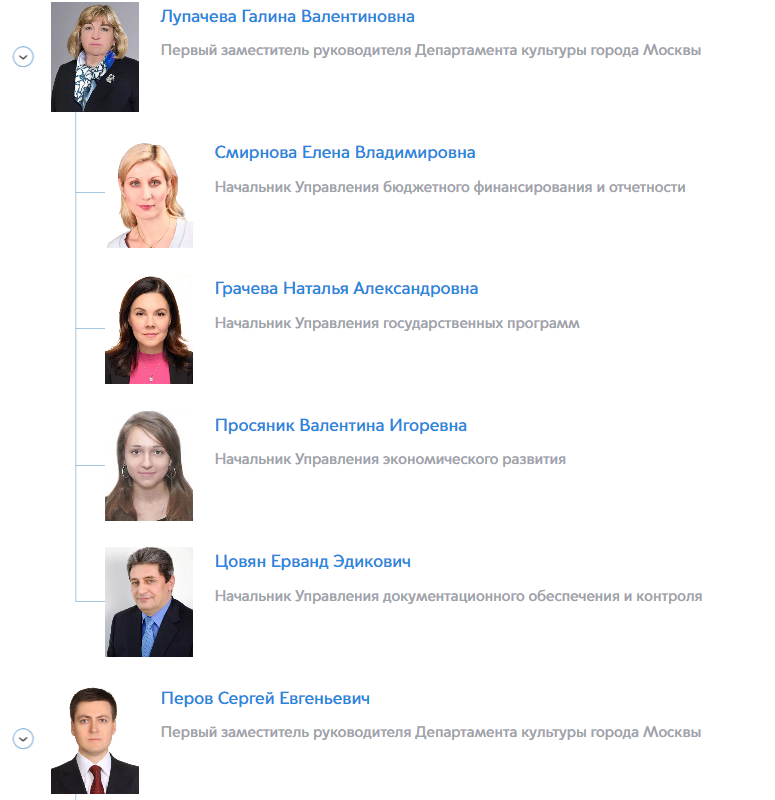 Лупачева Галина Валентиновна
Первый заместитель руководителя Департамента культуры города Москвы
Смирнова Елена Владимировна
Начальник Управления бюджетного финансирования и отчетности
Грачева Наталья Александровна
Начальник Управления государственных программ
Просяник Валентина Игоревна
Начальник Управления экономического развития
Цовян Ерванд Эдикович
Начальник Управления документационного обеспечения и контроля
Перов Сергей Евгеньевич
Первый заместитель руководителя Департамента культуры города Москвы